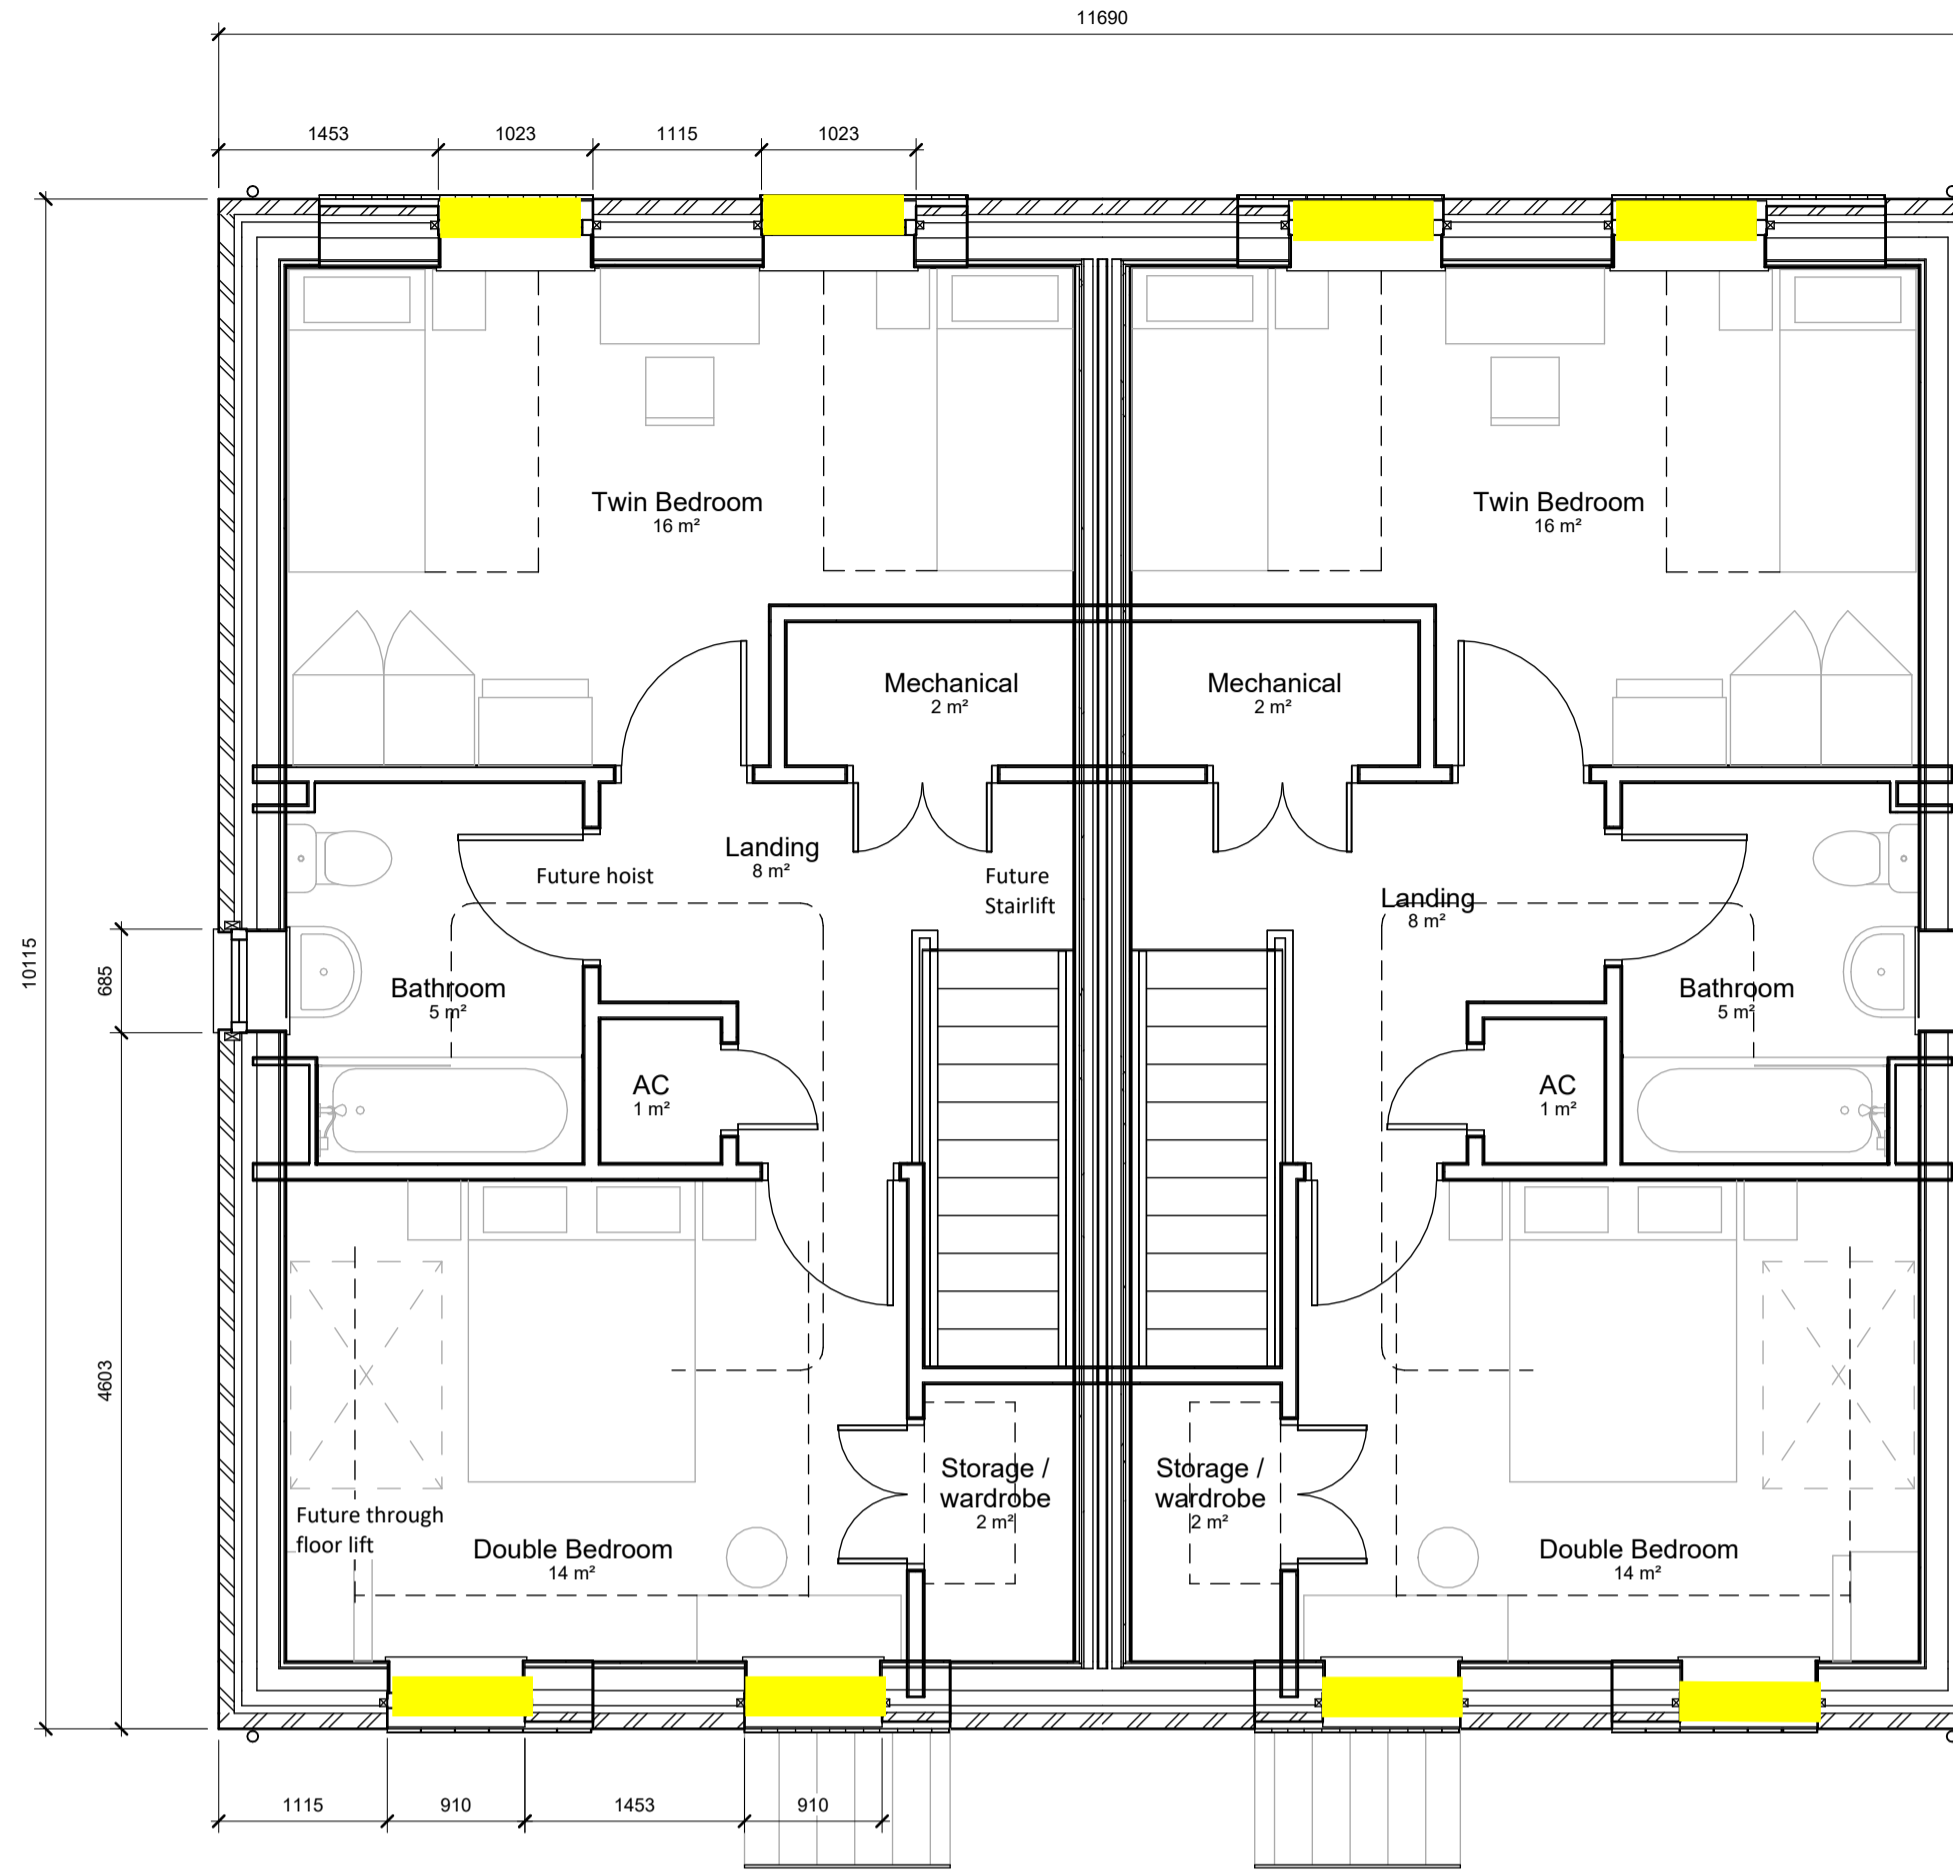 11690
1453
1023
1115
1023
Twin Bedroom
16 m²
Twin Bedroom
16 m²
Mechanical
2 m²
Mechanical
2 m²
Landing
8 m²
Future hoist
Future
Stairlift
Landing
8 m²
10115
685
Bathroom
5 m²
Bathroom
5 m²
AC
1 m²
AC
1 m²
4603
Future through
floor lift
Storage /
wardrobe
2 m²
Storage /
wardrobe
2 m²
Double Bedroom
14 m²
Double Bedroom
14 m²
1115
910
1453
910